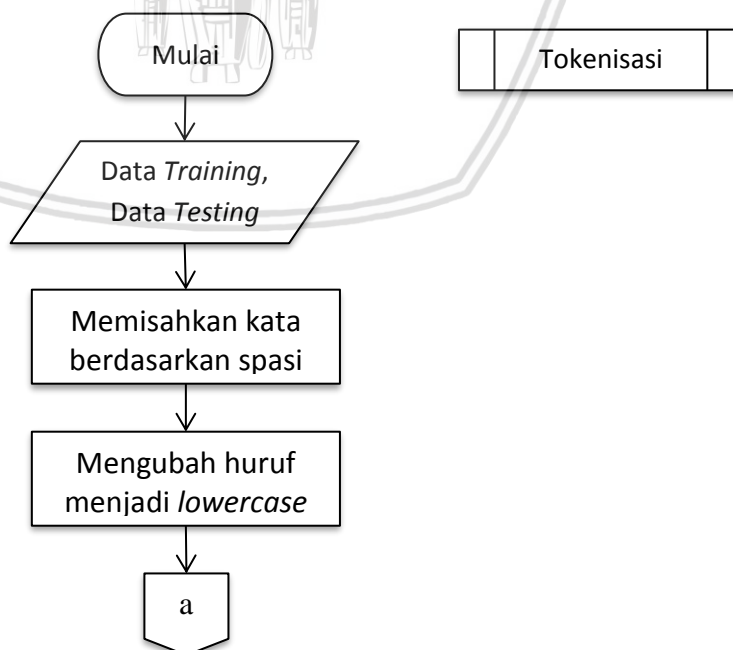 Mulai
Tokenisasi
Data Training,
Data Testing
Memisahkan kata
berdasarkan spasi
Mengubah huruf
menjadi lowercase
a